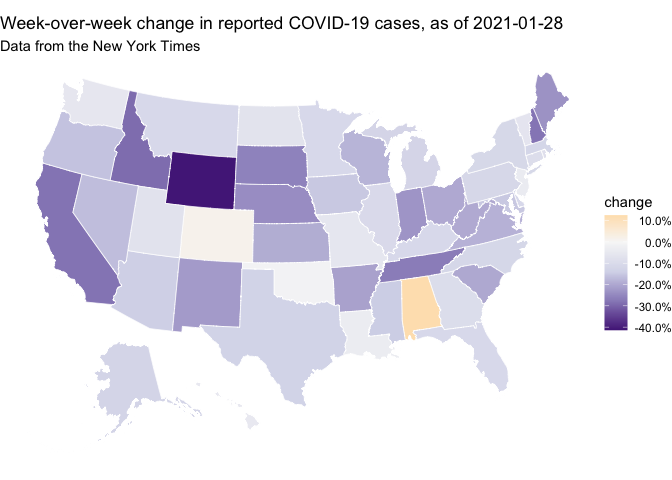 Week-over-week change in reported COVID-19 cases, as of 2021-01-28
Data from the New York Times
change
10.0%
0.0%
-10.0%
-20.0%
-30.0%
-40.0%